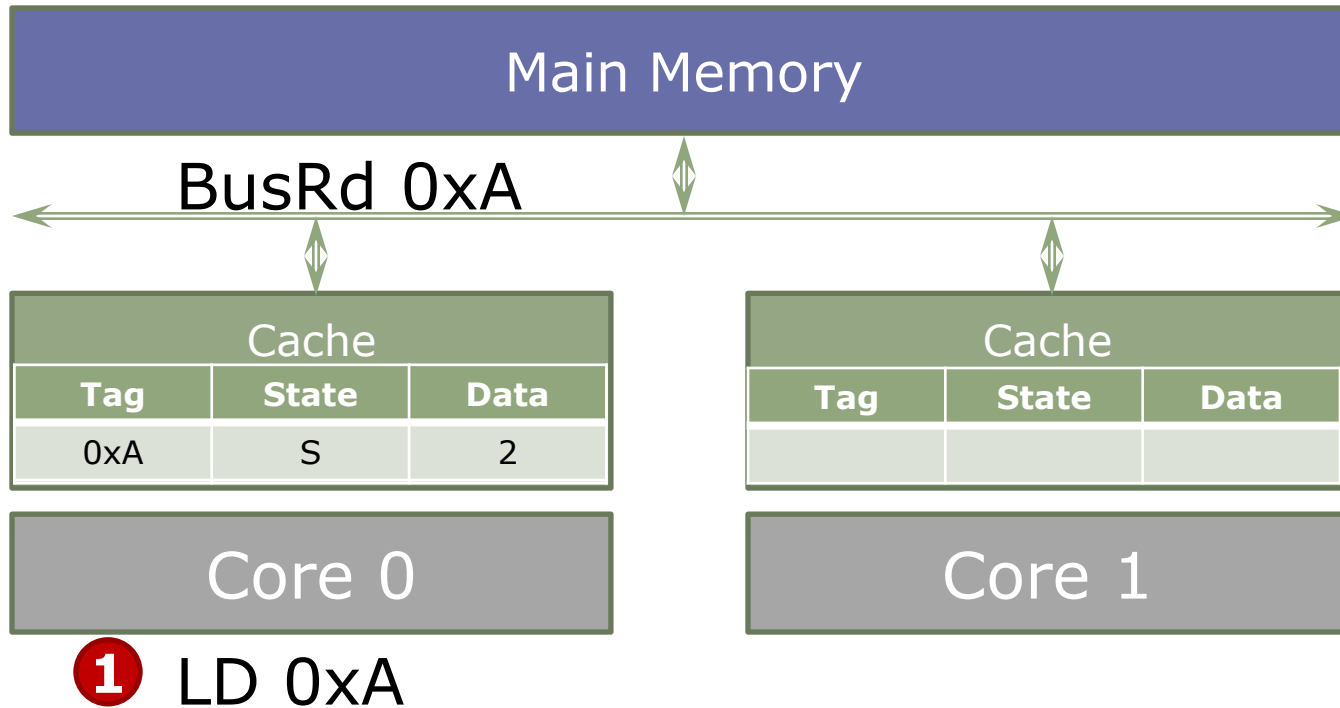 Main Memory
BusRd 0xA
Cache
Tag State Data
0xA S 2
Cache
Tag State Data
Core 0
Core 1
1 LD 0xA